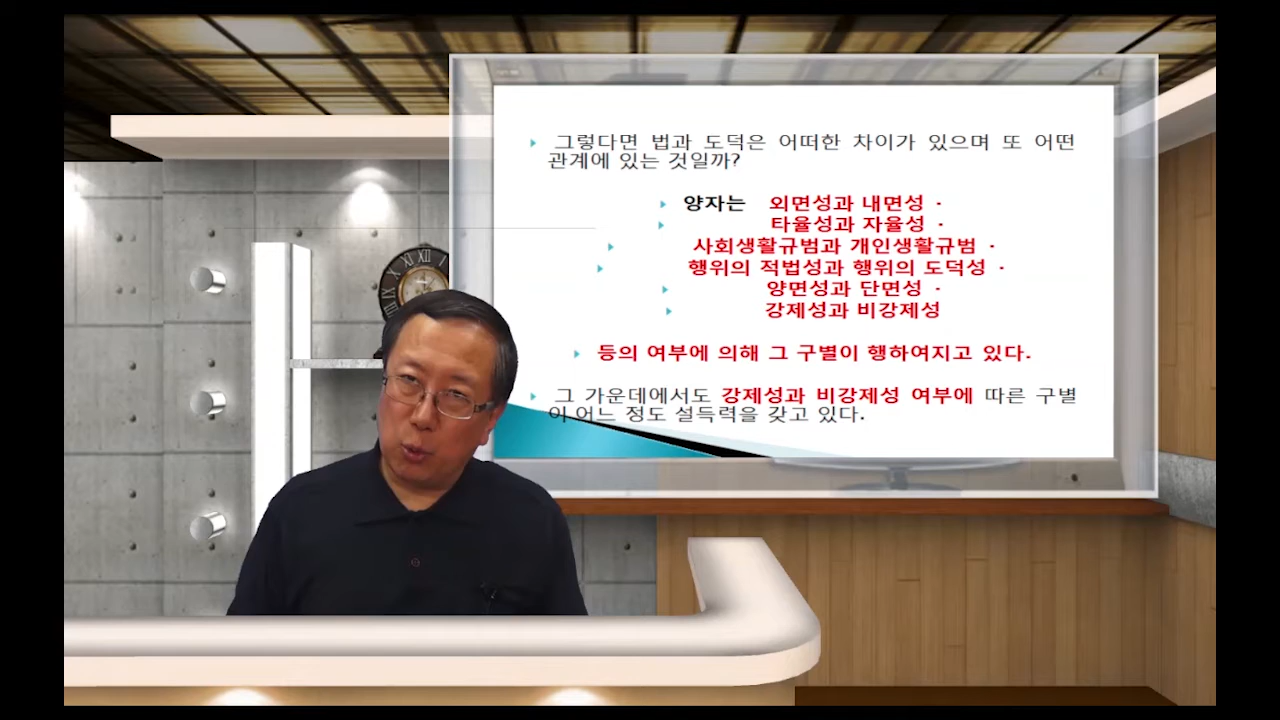 그렇다면 법과 도덕은 어떠한 차이가 있으며 또 어떤
관계에 있는 것일까?
양자는 외면성과 내면성 ·
타율성과 자율성 ·
사회생활규범과 개인생활규범 ·
행위의 적법성과 행위의 도덕성 ·
양면성과 단면성 ·
강제성과 비강제성
등의 여부에 의해 그 구별이 행하여지고 있다.
그 가운데에서도 강제성과 비강제성 여부에 따른 구별
이 어느 정도 설득력을 갖고 있다.